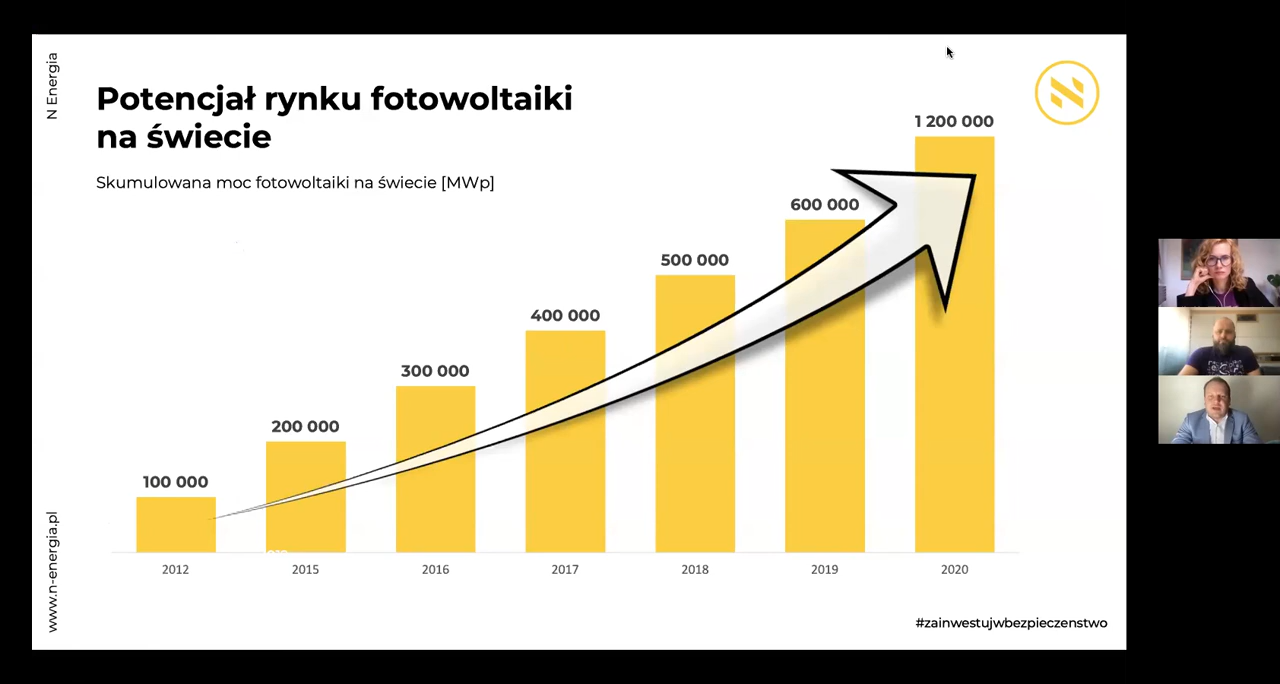 N Energia
Potencjał rynku fotowoltaiki
na świecie
Skumulowana moc fotowoltaiki na świecie [MWp]
1 200 000
600 000
500 000
400 000
300 000
200 000
100 000
2012
2015
2016
2017
2018
2019
2020
www.n-energia.pl
#zainwestujwbezpieczenstwo